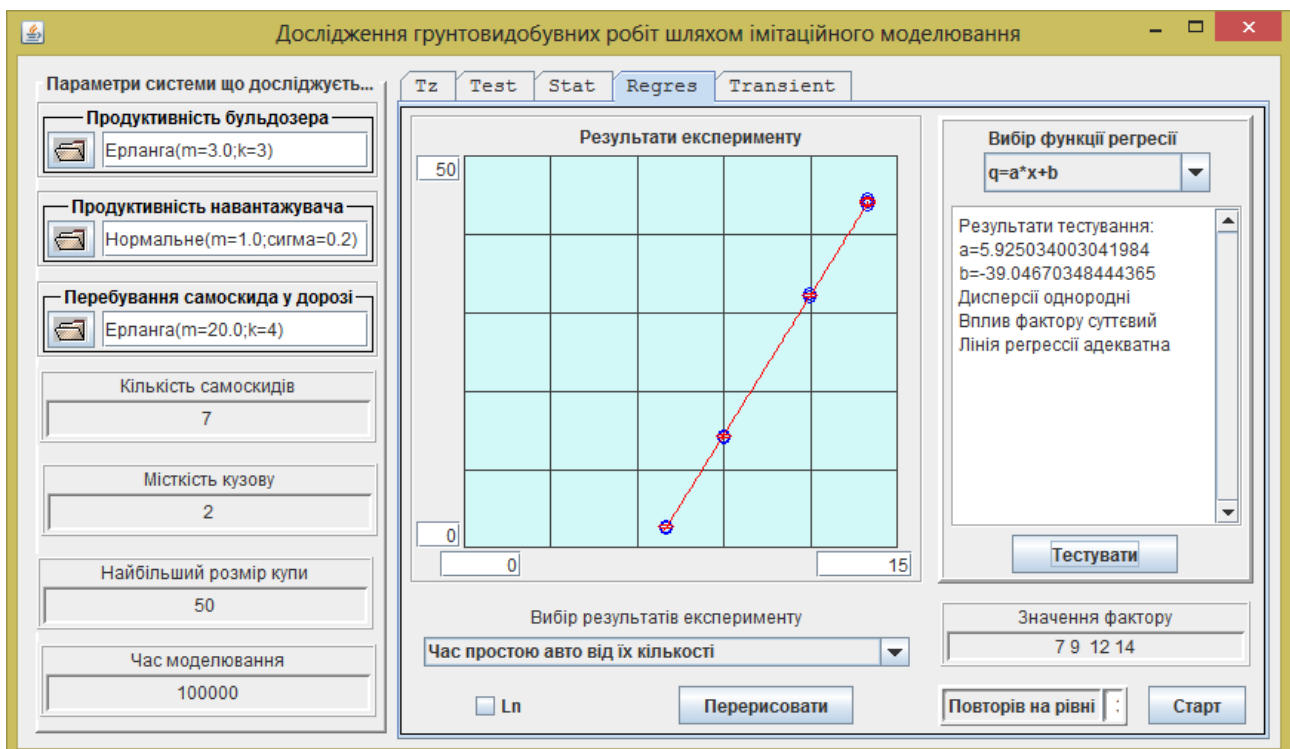 Дослідження грунтовидобувних робіт шляхом імітаційного моделювання
Параметри системи що досліджуєть...
Продуктивність бульдозера
Ерланга(m=3.0;k=3)
Продуктивність навантажувача
Нормальне(m=1.0;сигма=0.2)
Перебування самоскида у дорозі
Ерланга(m=20.0;k=4)
Кількість самоскидів
7
Місткість кузову
2
Найбільший розмір купи
50
Час моделювання
100000
Tz
Test
Stat
Regres
Transient
Результати експерименту
50
0
0
15
Вибір результатів експерименту
Час простою авто від їх кількості
Ln
Перерисовати
Вибір функції регресії
q=a*x+b
Результати тестування:
a=5.925034003041984
b=-39.04670348444365
Дисперсії однородні
Вплив фактору суттєвий
Лінія регрессії адекватна
Тестувати
Значення фактору
7 9 12 14
Повторів на рівні
Старт